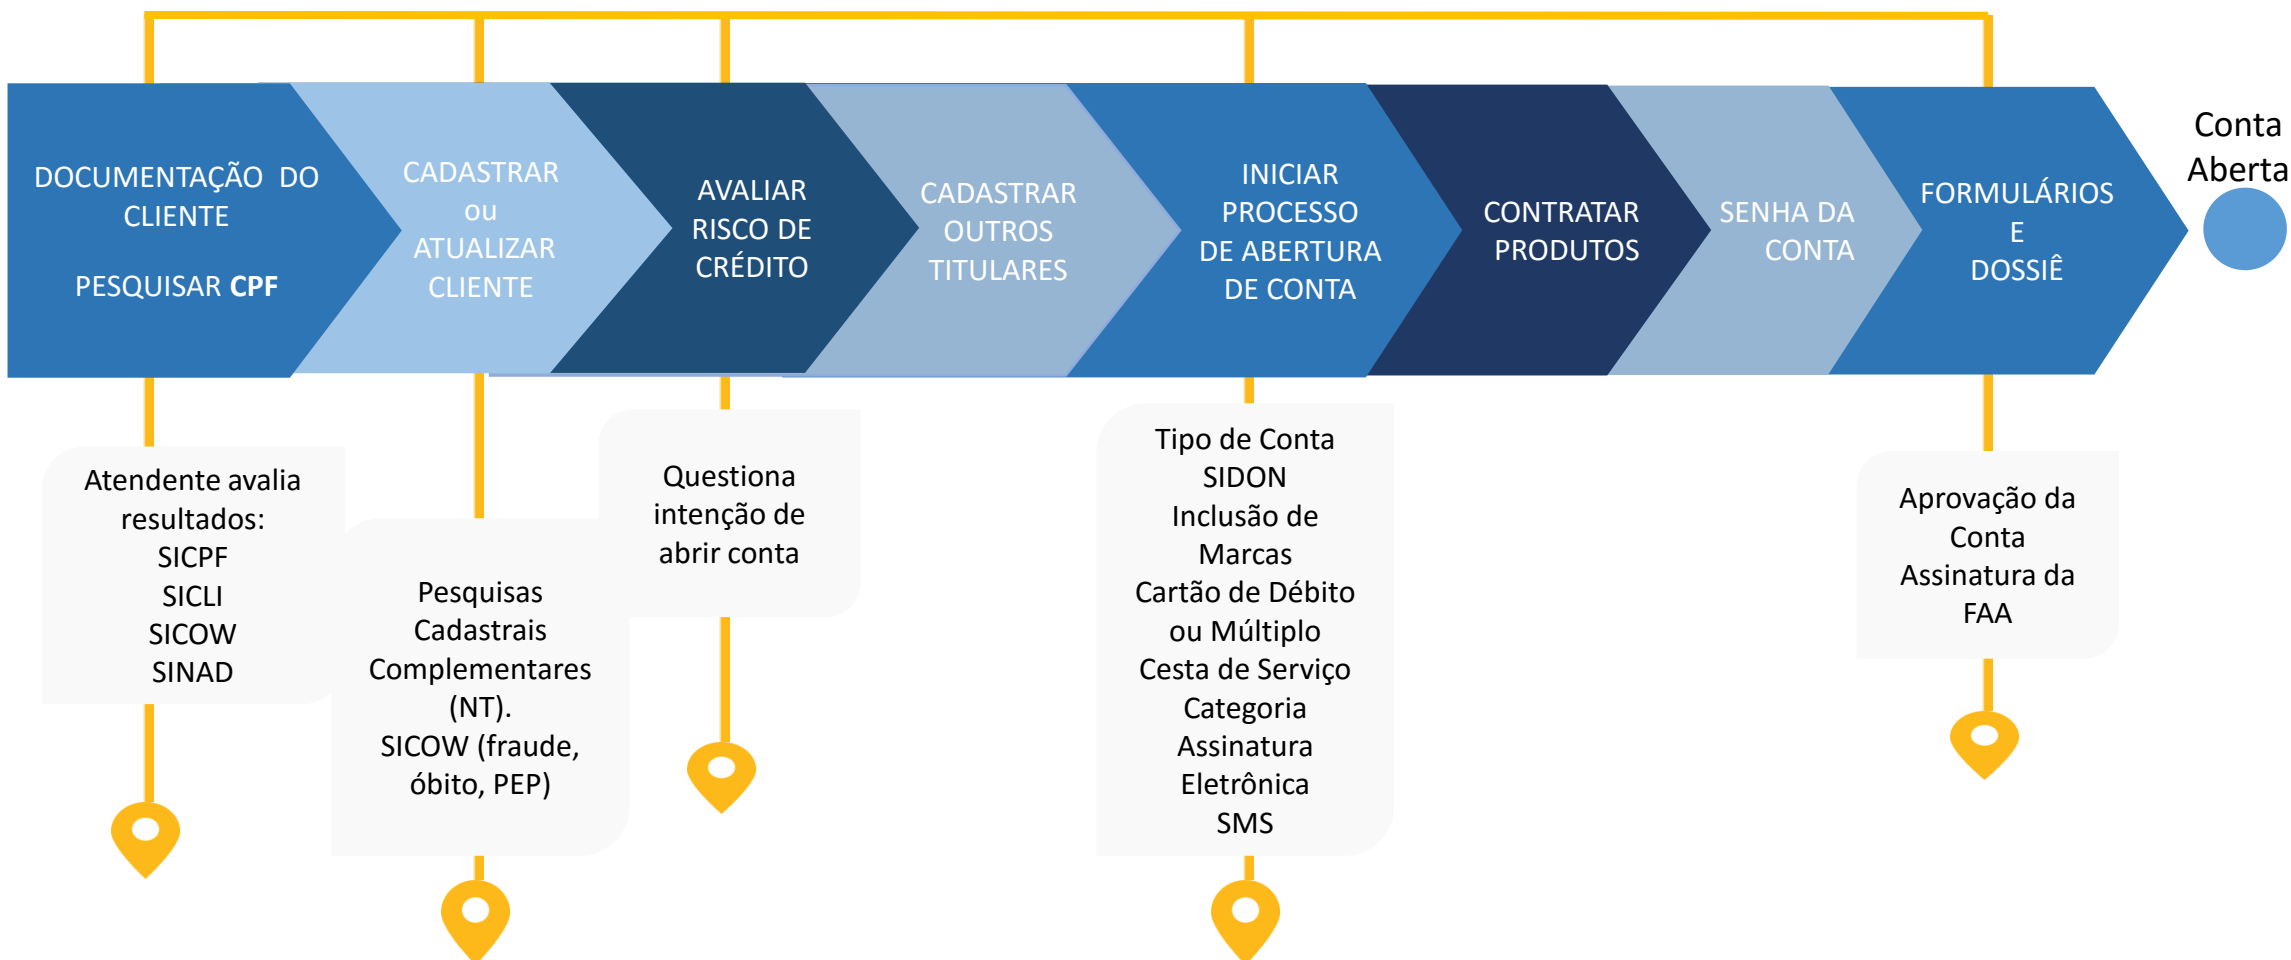 DOCUMENTAÇÃO DO
CLIENTE
PESQUISAR CPF
CADASTRAR
ou
ATUALIZAR
CLIENTE
AVALIAR
RISCO DE
CRÉDITO
CADASTRAR
OUTROS
TITULARES
INICIAR
PROCESSO
DE ABERTURA
DE CONTA
CONTRATAR
PRODUTOS
SENHA DA
CONTA
FORMULÁRIOS
E
DOSSIÊ
Conta
Aberta
Atendente avalia
resultados:
SICPF
SICLI
SICOW
SINAD
Pesquisas
Cadastrais
Complementares
(NT).
SICOW (fraude,
óbito, PEP)
Questiona
intenção de
abrir conta
Tipo de Conta
SIDON
Inclusão de
Marcas
Cartão de Débito
ou Múltiplo
Cesta de Serviço
Categoria
Assinatura
Eletrônica
SMS
Aprovação da
Conta
Assinatura da
FAA